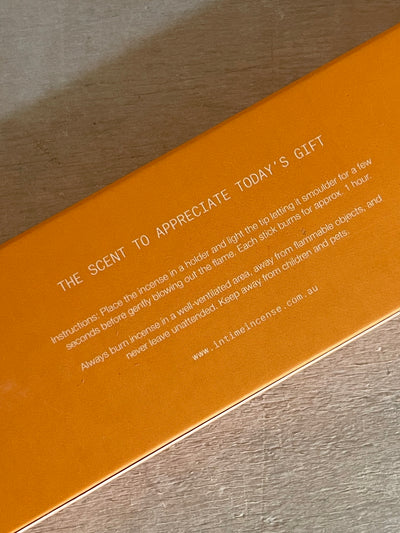 THE SCENT TO APPRECIATE TODAY'S GIFT
Instructions: Place the incense in a holder and light the tip letting it smoulder for a few
seconds before gently blowing out the flame. Each stick burns for approx. 1 hour.
Always burn incense in a well-ventilated area, away from flammable objects, and
never leave unattended. Keep away from children and pets.
www.intimeincense.com.au